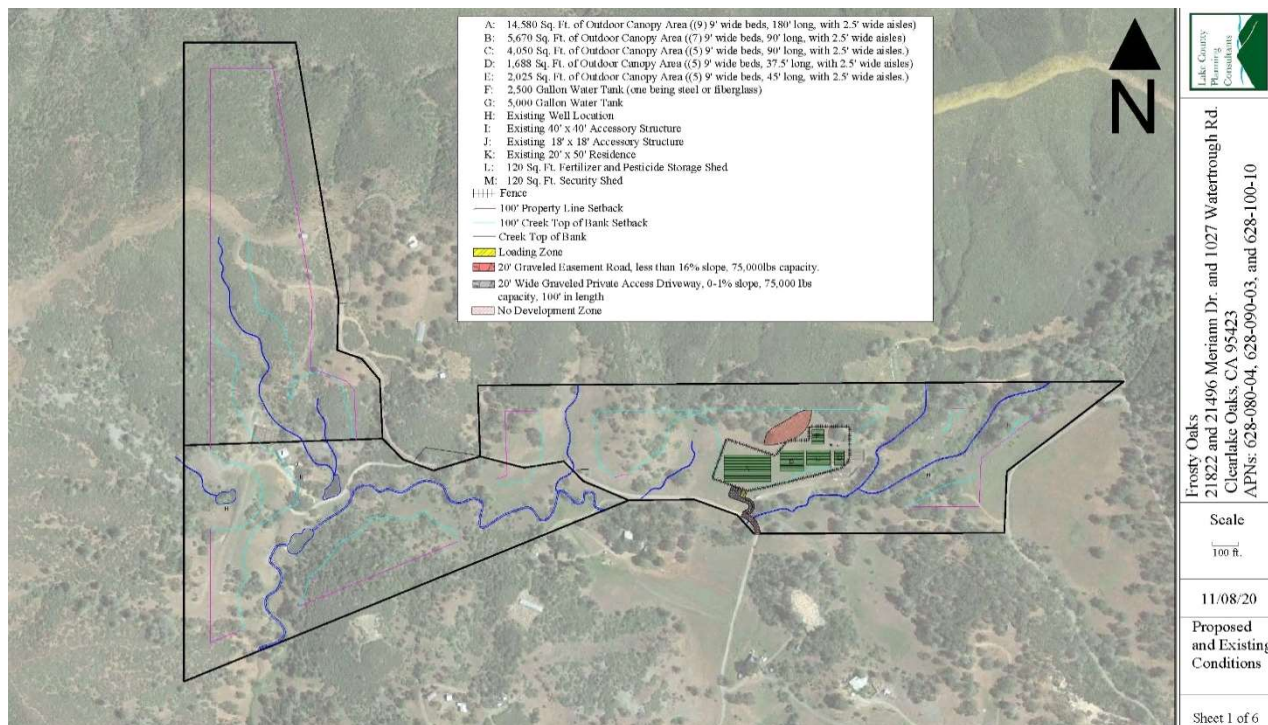 A: 14,580 Sq. Ft. of Outdoor Canopy Area ((9) 9' wide beds, 180' long, with 2.5' wide aisles)
B: 5,670 Sq. Ft. of Outdoor Canopy Area ((7) 9' wide beds, 90' long, with 2.5' wide aisles)
C: 4,050 Sq. Ft. of Outdoor Canopy Area ((5) 9' wide beds, 90' long, with 2.5' wide aisles.)
D: 1,688 Sq. Ft. of Outdoor Canopy Area ((5) 9' wide beds, 37.5' long, with 2.5' wide aisles)
E: 2,025 Sq. Ft. of Outdoor Canopy Area ((5) 9' wide beds, 45' long, with 2.5' wide aisles.)
F: 2,500 Gallon Water Tank (one being steel or fiberglass)
G: 5,000 Gallon Water Tank
H: Existing Well Location
I: Existing 40' x 40' Accessory Structure
J: Existing 18' x 18' Accessory Structure
K: Existing 20' x 50' Residence
L: 120 Sq. Ft. Fertilizer and Pesticide Storage Shed
M: 120 Sq. Ft. Security Shed
Fence
100' Property Line Setback
100' Creek Top of Bank Setback
Creek Top of Bank
Loading Zone
20' Graveled Easement Road, less than 16% slope, 75,000lbs capacity.
20' Wide Graveled Private Access Driveway, 0-1% slope, 75,000 lbs
capacity, 100' in length
No Development Zone
N
H
H
Lake County
Planning
Consultants
Frosty Oaks
21822 and 21496 Meriann Dr. and 1027 Watertrough Rd.
Clearlake Oaks, CA 95423
APNs: 628-080-04, 628-090-03, and 628-100-10
Scale
100 ft.
11/08/20
Proposed
and Existing
Conditions
Sheet 1 of 6